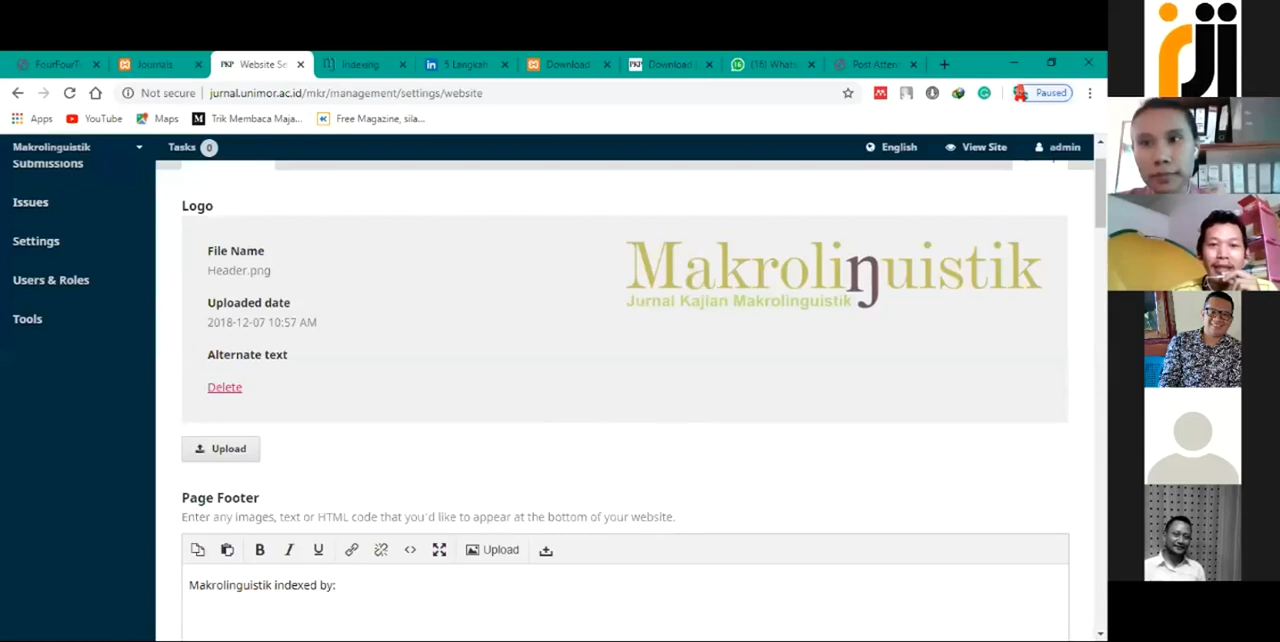 FourFourT
Journals
PKP Website Se
Indexing
5 Langkah
Download
PKP Download
(16) Whats
Post Atten
Not secure | jurnal.unimor.ac.id/mkr/management/settings/website
Paused
Apps
YouTube
Maps
Trik Membaca Maja...
Free Magazine, sila...
Makrolinguistik
Tasks 0
English
View Site
admin
Submissions
Issues
Settings
Users & Roles
Tools
Logo
File Name
Header.png
Uploaded date
2018-12-07 10:57 AM
Alternate text
Delete
Makroliŋuistik
Jurnal Kajian Makrolinguistik
Upload
Page Footer
Enter any images, text or HTML code that you'd like to appear at the bottom of your website.
B I U Upload
Makrolinguistik indexed by:
rji